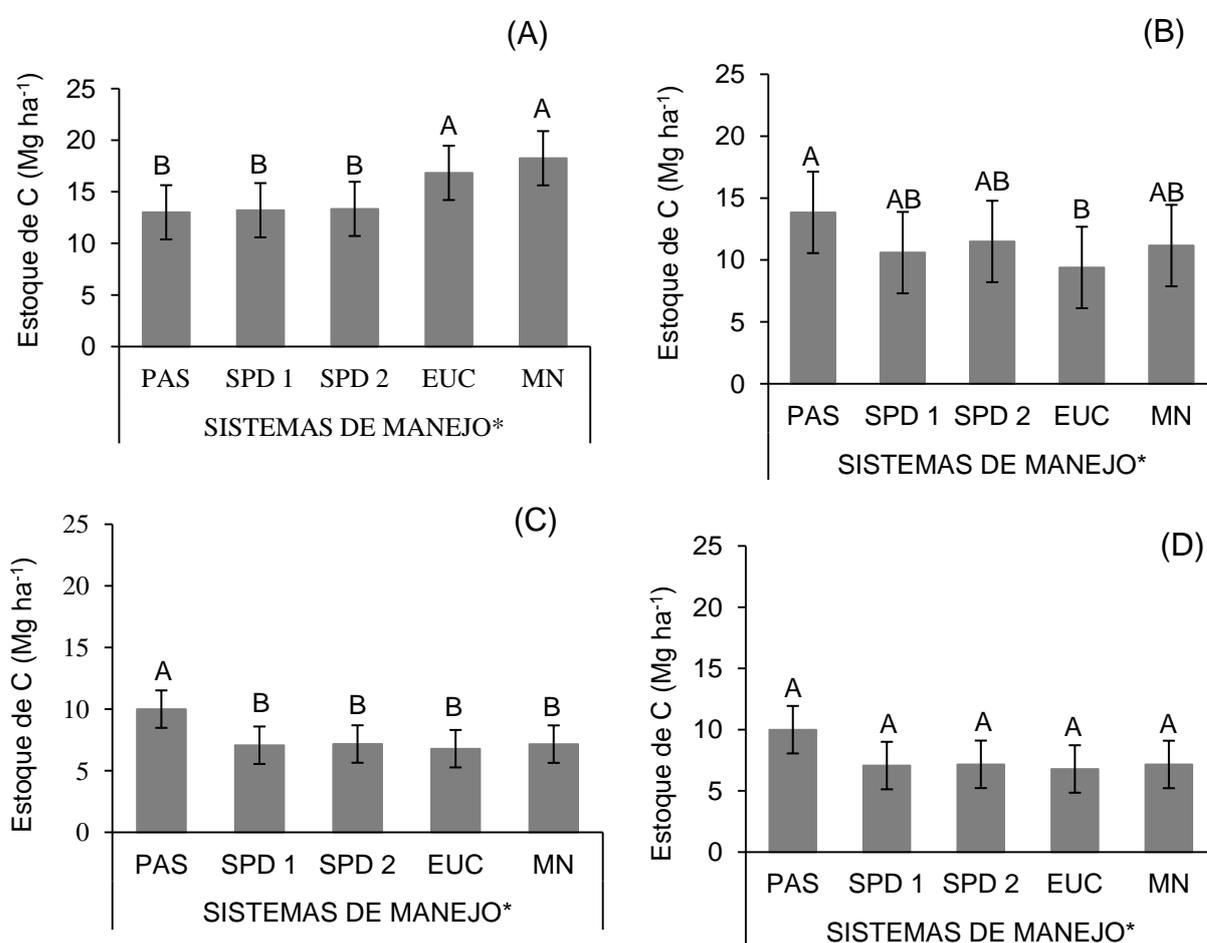 (A)
Estoque de C (Mg ha-1)
25
20
15
10
5
0
B
B
B
A
A
PAS SPD 1 SPD 2 EUC MN
SISTEMAS DE MANEJO*
(B)
Estoque de C (Mg ha-1)
25
20
15
10
5
0
A
AB
AB
B
AB
PAS SPD 1 SPD 2 EUC MN
SISTEMAS DE MANEJO*
(C)
Estoque de C (Mg ha-1)
25
20
15
10
5
0
A
B
B
B
B
PAS SPD 1 SPD 2 EUC MN
SISTEMAS DE MANEJO*
(D)
Estoque de C (Mg ha-1)
25
20
15
10
5
0
A
A
A
A
A
PAS SPD 1 SPD 2 EUC MN
SISTEMAS DE MANEJO*